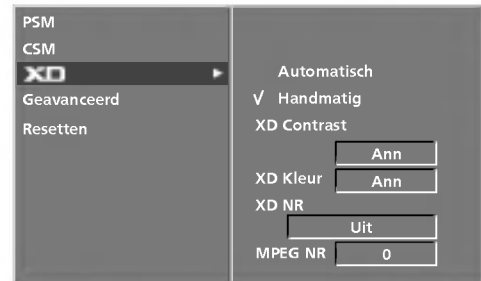 PSM
CSM
XD
Geavanceerd
Resetten
Automatisch
√ Handmatig
XD Contrast
Ann
XD Kleur Ann
XD NR
Uit
MPEG NR 0